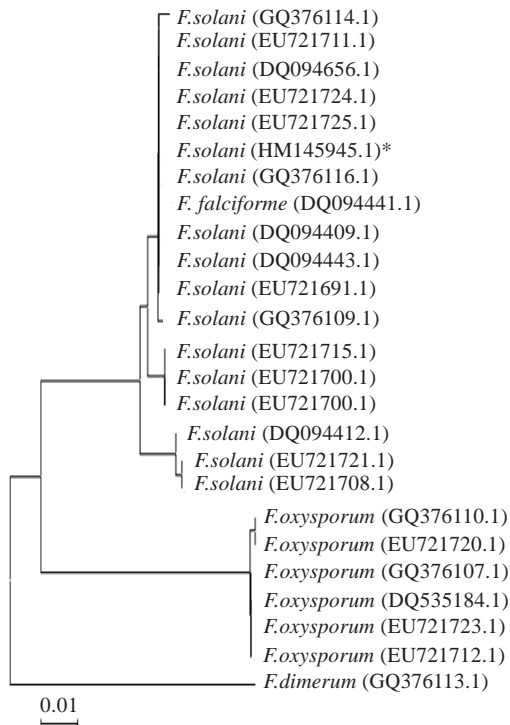 F.solani (GQ376114.1)
F.solani (EU721711.1)
F.solani (DQ094656.1)
F.solani (EU721724.1)
F.solani (EU721725.1)
F.solani (HM145945.1)*
F.solani (GQ376116.1)
F. falciforme (DQ094441.1)
F.solani (DQ094409.1)
F.solani (DQ094443.1)
F.solani (EU721691.1)
F.solani (GQ376109.1)
F.solani (EU721715.1)
F.solani (EU721700.1)
F.solani (EU721700.1)
F.solani (DQ094412.1)
F.solani (EU721721.1)
F.solani (EU721708.1)
F.oxysporum (GQ376110.1)
F.oxysporum (EU721720.1)
F.oxysporum (GQ376107.1)
F.oxysporum (DQ535184.1)
F.oxysporum (EU721723.1)
F.oxysporum (EU721712.1)
F.dimerum (GQ376113.1)
0.01